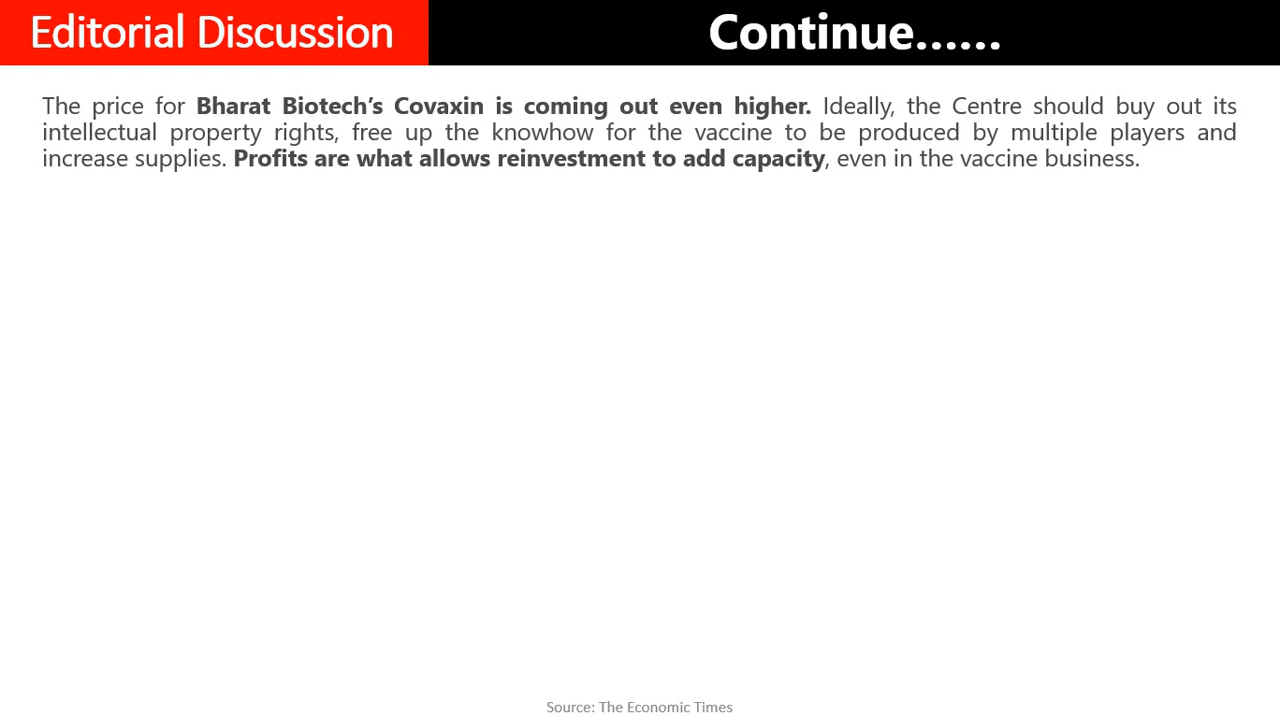 Editorial Discussion
Continue......
The price for Bharat Biotech’s Covaxin is coming out even higher. Ideally, the Centre should buy out its
intellectual property rights, free up the knowhow for the vaccine to be produced by multiple players and
increase supplies. Profits are what allows reinvestment to add capacity, even in the vaccine business.
Source: The Economic Times